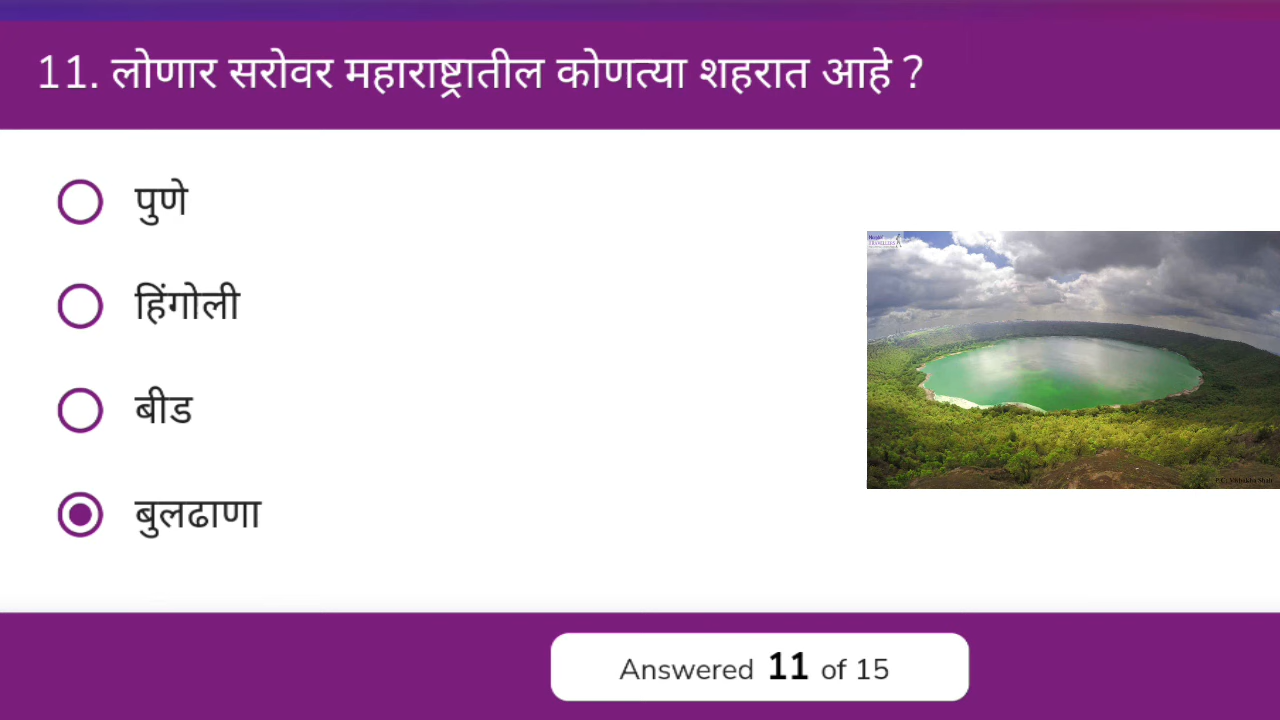 11. लोणार सरोवर महाराष्ट्रातील कोणत्या शहरात आहे ?
पुणे
हिंगोली
बीड
बुलढाणा
Answered 11 of 15